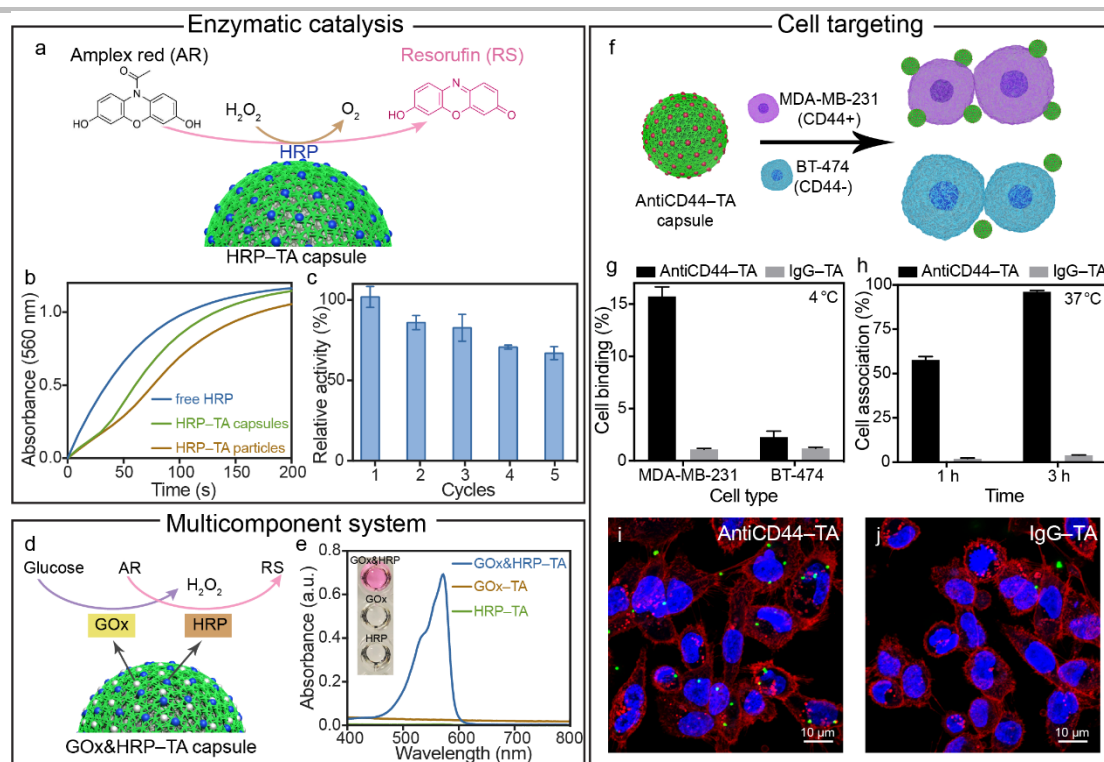 Enzymatic catalysis
a
Amplex red (AR)
Resorufin (RS)
O
N
HO
O
OH
H₂O₂
O₂
N
HO
O
O
HRP
HRP–TA capsule
b
Absorbance (560 nm)
1.0
0.5
0
free HRP
HRP–TA capsules
HRP–TA particles
0 50 100 150 200
Time (s)
c
Relative activity (%)
100
50
0
1 2 3 4 5
Cycles
Multicomponent system
d
Glucose
AR
H₂O₂
RS
GOx
HRP
GOx&HRP–TA capsule
e
Absorbance (a.u.)
0.8
0.6
0.4
0.2
0.0
GOx&HRP
GOx
HRP
GOx&HRP–TA
GOx–TA
HRP–TA
400 500 600 700 800
Wavelength (nm)
Cell targeting
f
AntiCD44–TA
capsule
MDA-MB-231
(CD44+)
BT-474
(CD44-)
g
AntiCD44–TA IgG–TA
4 °C
Cell binding (%)
15
10
5
0
MDA-MB-231 BT-474
Cell type
h
AntiCD44–TA IgG–TA
37 °C
Cell association (%)
100
50
0
1 h 3 h
Time
i
AntiCD44–TA
10 µm
j
IgG–TA
10 µm